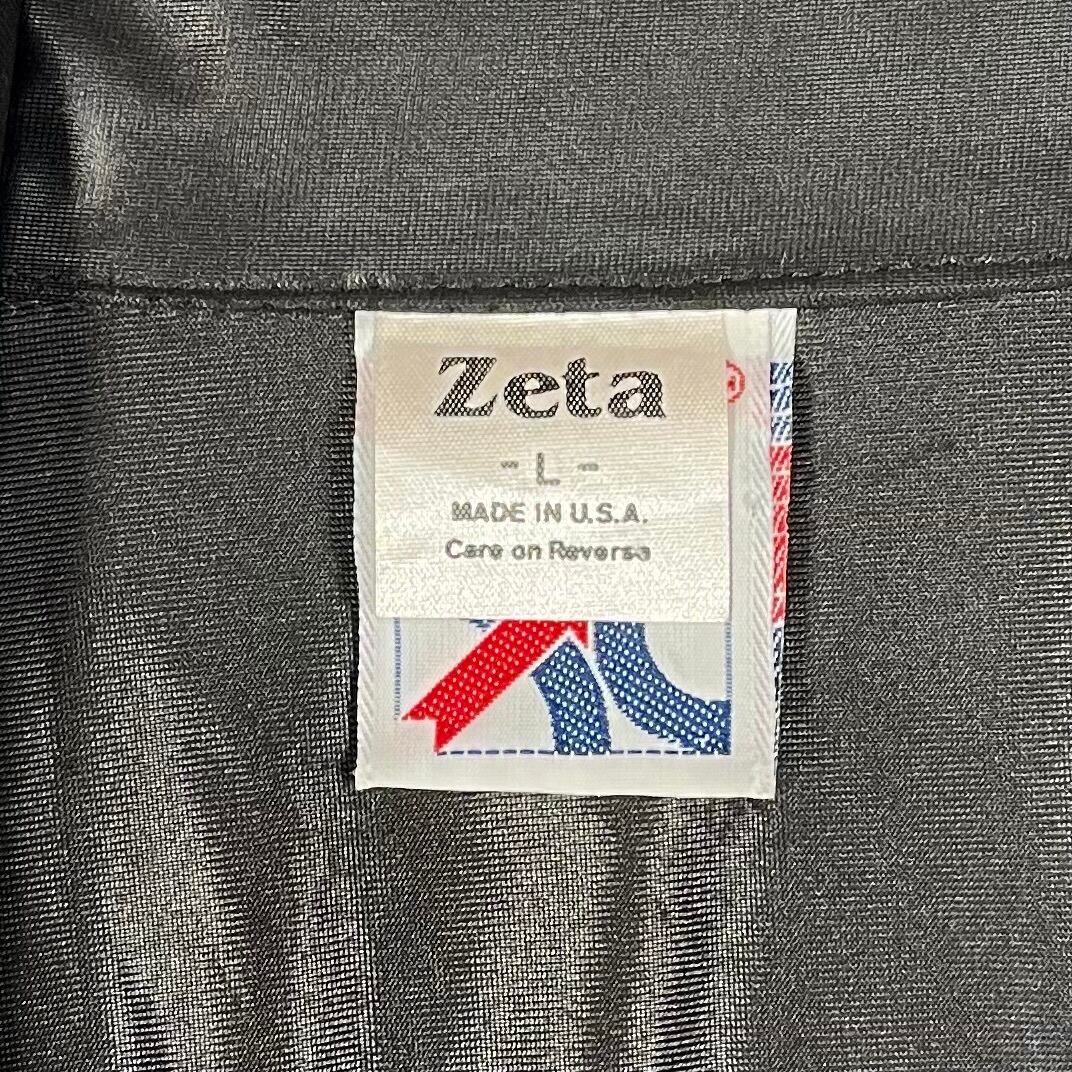 Zeta
- L -
MADE IN U.S.A.
Care on Reverse
®